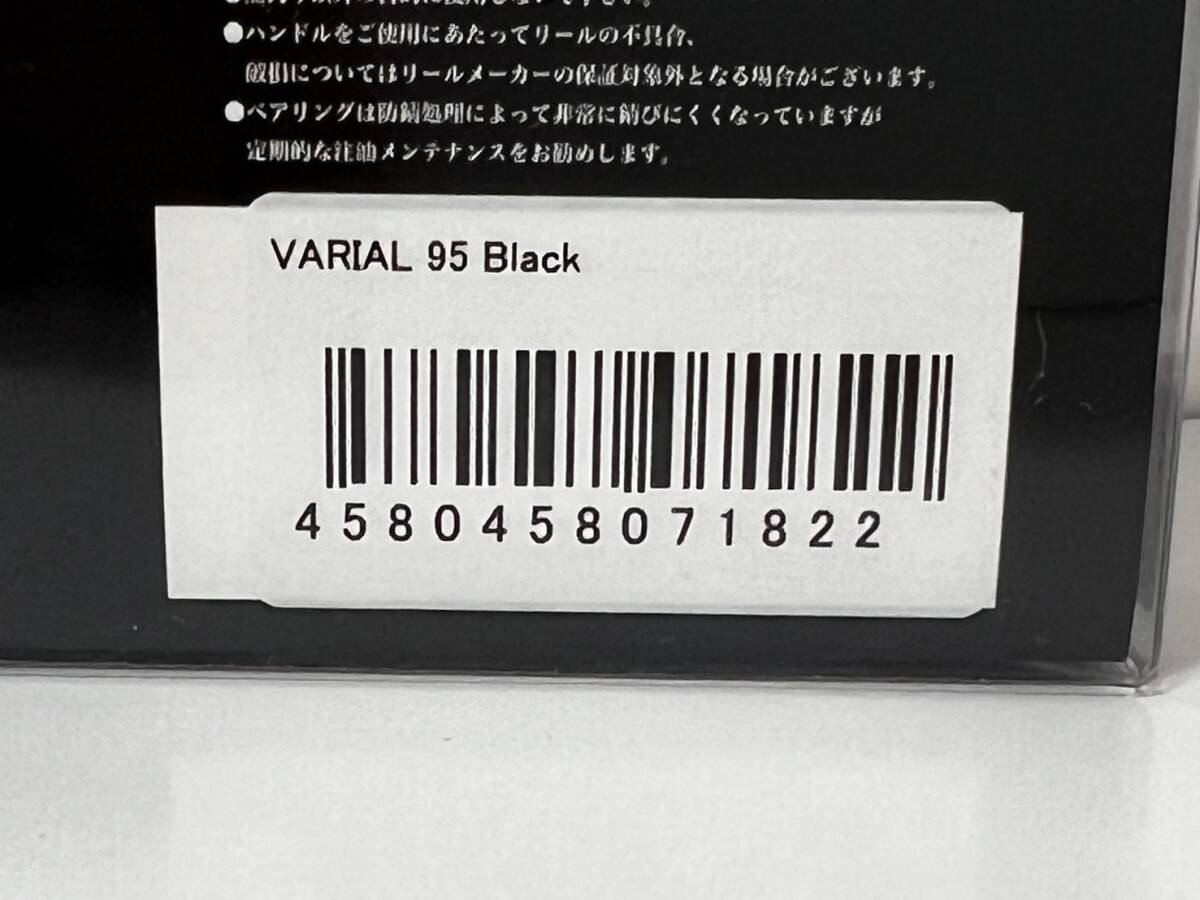 ●ハンドルをご使用にあたってリールの不具合、
破損についてはリールメーカーの保証対象外となる場合がございます。
●ベアリングは防錆処理によって非常に錆びにくくなっていますが
定期的な注油メンテナンスをお勧めします。
VARIAL 95 Black
4580458071822